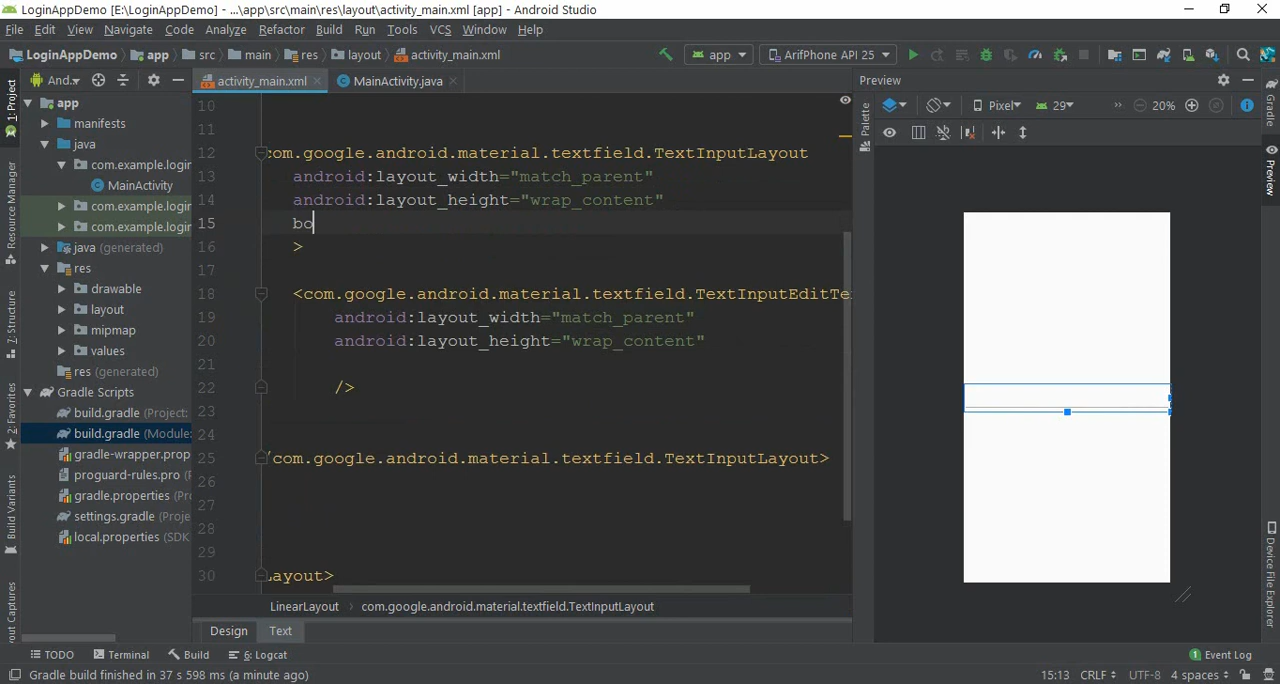 LoginAppDemo [E:\LoginAppDemo] - ...\app\src\main\res\layout\activity_main.xml [app] - Android Studio
File Edit View Navigate Code Analyze Refactor Build Run Tools VCS Window Help
LoginAppDemo app src main res layout activity_main.xml app ArifPhone API 25
And... activity_main.xml MainActivity.java Preview
1: Project
Resource Manager
7: Structure
2: Favorites
Build Variants
out Captures
app
manifests
java
com.example.login
MainActivity
com.example.login
com.example.login
java (generated)
res
drawable
layout
mipmap
values
res (generated)
Gradle Scripts
build.gradle (Project:
build.gradle (Module:
gradle-wrapper.prop
proguard-rules.pro (
gradle.properties (Pr
settings.gradle (Proje
local.properties (SDK
10
11
12 com.google.android.material.textfield.TextInputLayout
13 android:layout_width="match_parent"
14 android:layout_height="wrap_content"
15 bo
16 >
17
18 <com.google.android.material.textfield.TextInputEditTe
19 android:layout_width="match_parent"
20 android:layout_height="wrap_content"
21
22 />
23
24
25 /com.google.android.material.textfield.TextInputLayout>
26
27
28
29
30 Layout>
LinearLayout com.google.android.material.textfield.TextInputLayout
Design Text
Palette
Pixel 29 20%
Gradle
Preview
Device File Explorer
TODO Terminal Build 6: Logcat 1 Event Log
Gradle build finished in 37 s 598 ms (a minute ago) 15:13 CRLF UTF-8 4 spaces